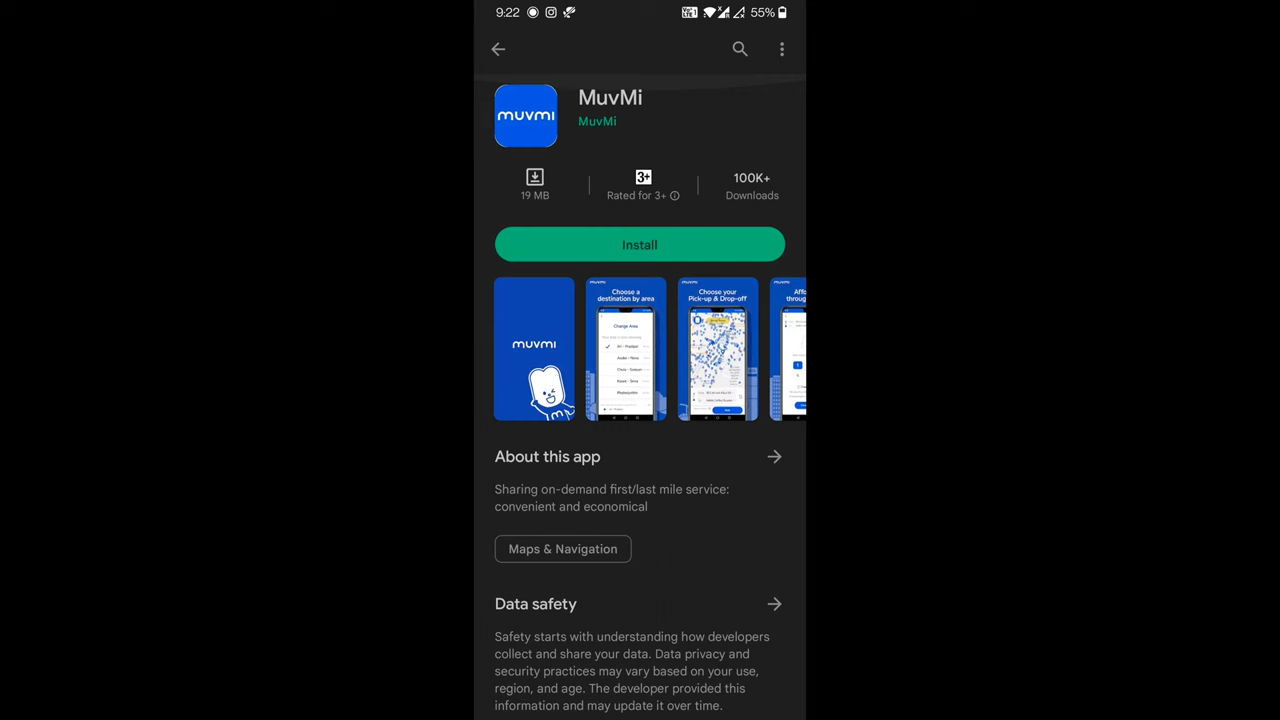 9:22
55%
muvmi
MuvMi
MuvMi
19 MB
3+
Rated for 3+
100K+
Downloads
Install
muvmi
Choose a
destination by area
Change Area
Choose your
Pick-up & Drop-off
About this app
Sharing on-demand first/last mile service:
convenient and economical
Maps & Navigation
Data safety
Safety starts with understanding how developers
collect and share your data. Data privacy and
security practices may vary based on your use,
region, and age. The developer provided this
information and may update it over time.